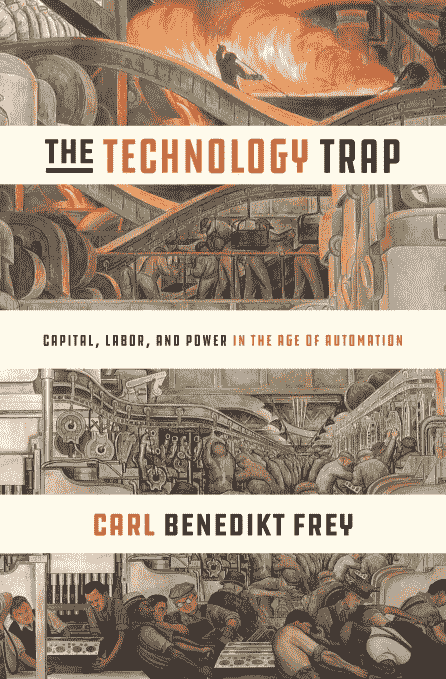 THE TECHNOLOGY TRAP
CAPITAL, LABOR, AND POWER IN THE AGE OF AUTOMATION
CARL BENEDIKT FREY